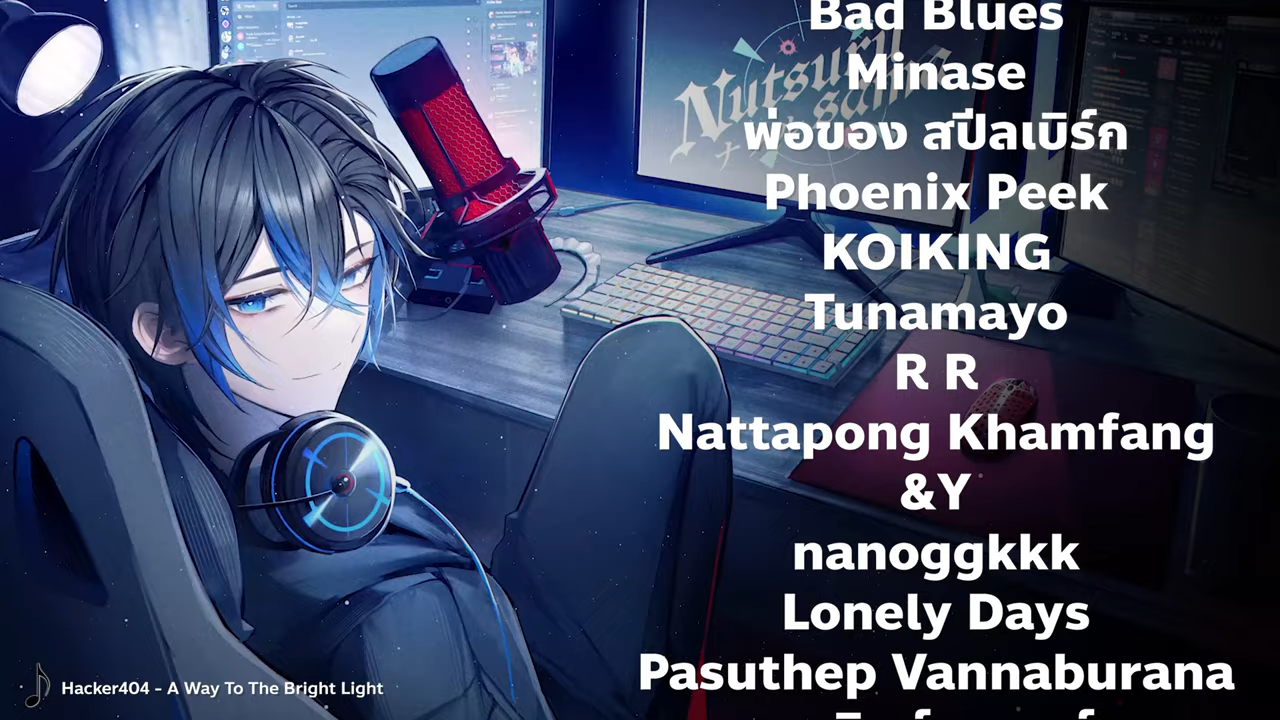 Bad Blues
Minase
พ่อของ สปีลเบิร์ก
Phoenix Peek
KOIKING
Tunamayo
R R
Nattapong Khamfang
&Y
nanoggkkk
Lonely Days
Pasuthep Vannaburana
Hacker404 - A Way To The Bright Light